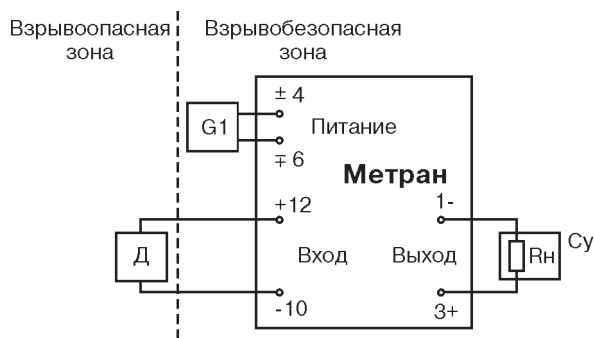 Взрывоопасная
зона
Взрывобезопасная
зона
± 4
G1
Питание
∓ 6
Метран
+12
1-
Д
Вход
Выход
Rн
Су
-10
3+